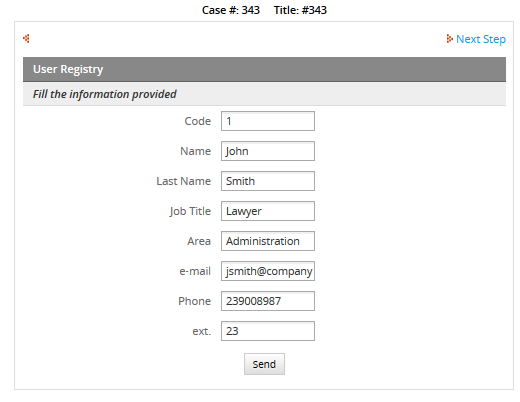 Case #: 343 Title: #343
Next Step
User Registry
Fill the information provided
Code 1
Name John
Last Name Smith
Job Title Lawyer
Area Administration
e-mail jsmith@company
Phone 239008987
ext. 23
Send